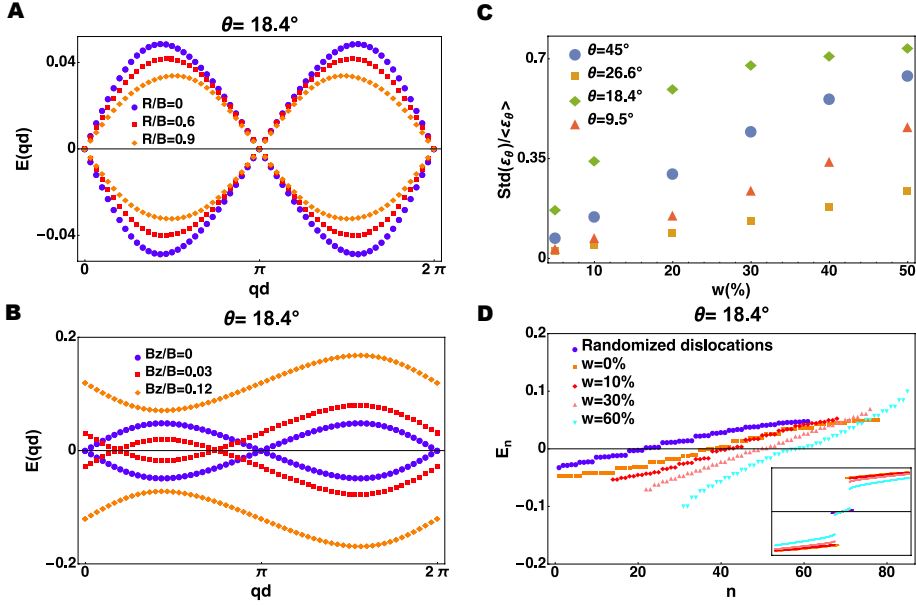 A
θ= 18.4°
0.04
0
−0.04
E(qd)
R/B=0
R/B=0.6
R/B=0.9
0
π
2 π
qd
B
θ= 18.4°
0.2
0
−0.2
E(qd)
Bz/B=0
Bz/B=0.03
Bz/B=0.12
0
π
2 π
qd
C
0.7
0.35
0
Std(ε_θ)/<ε_θ>
θ=45°
θ=26.6°
θ=18.4°
θ=9.5°
10
20
30
40
50
w(%)
D
θ= 18.4°
0.2
0.1
0
−0.1
−0.2
E_n
Randomized dislocations
w=0%
w=10%
w=30%
w=60%
0
20
40
60
80
n